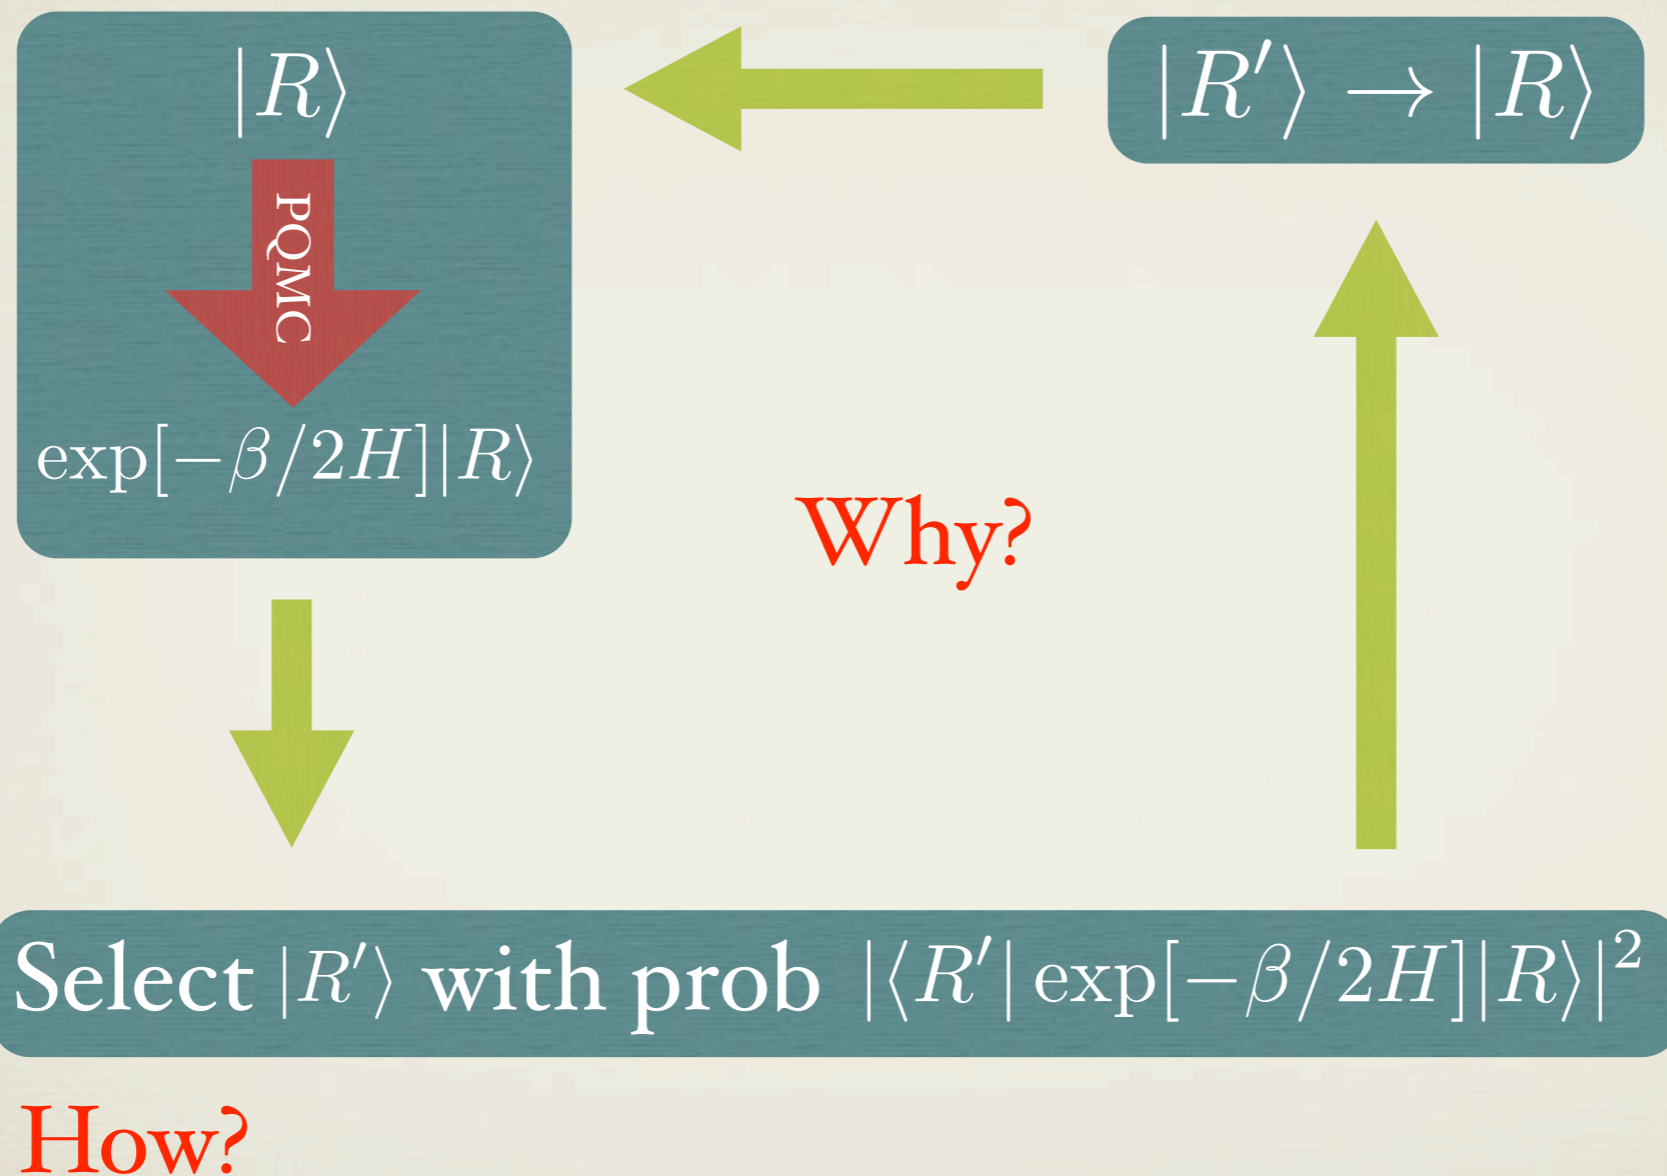 |R⟩
|R′⟩ → |R⟩
PQMC
exp[−β/2H]|R⟩
Why?
Select |R′⟩ with prob |⟨R′| exp[−β/2H]|R⟩|²
How?